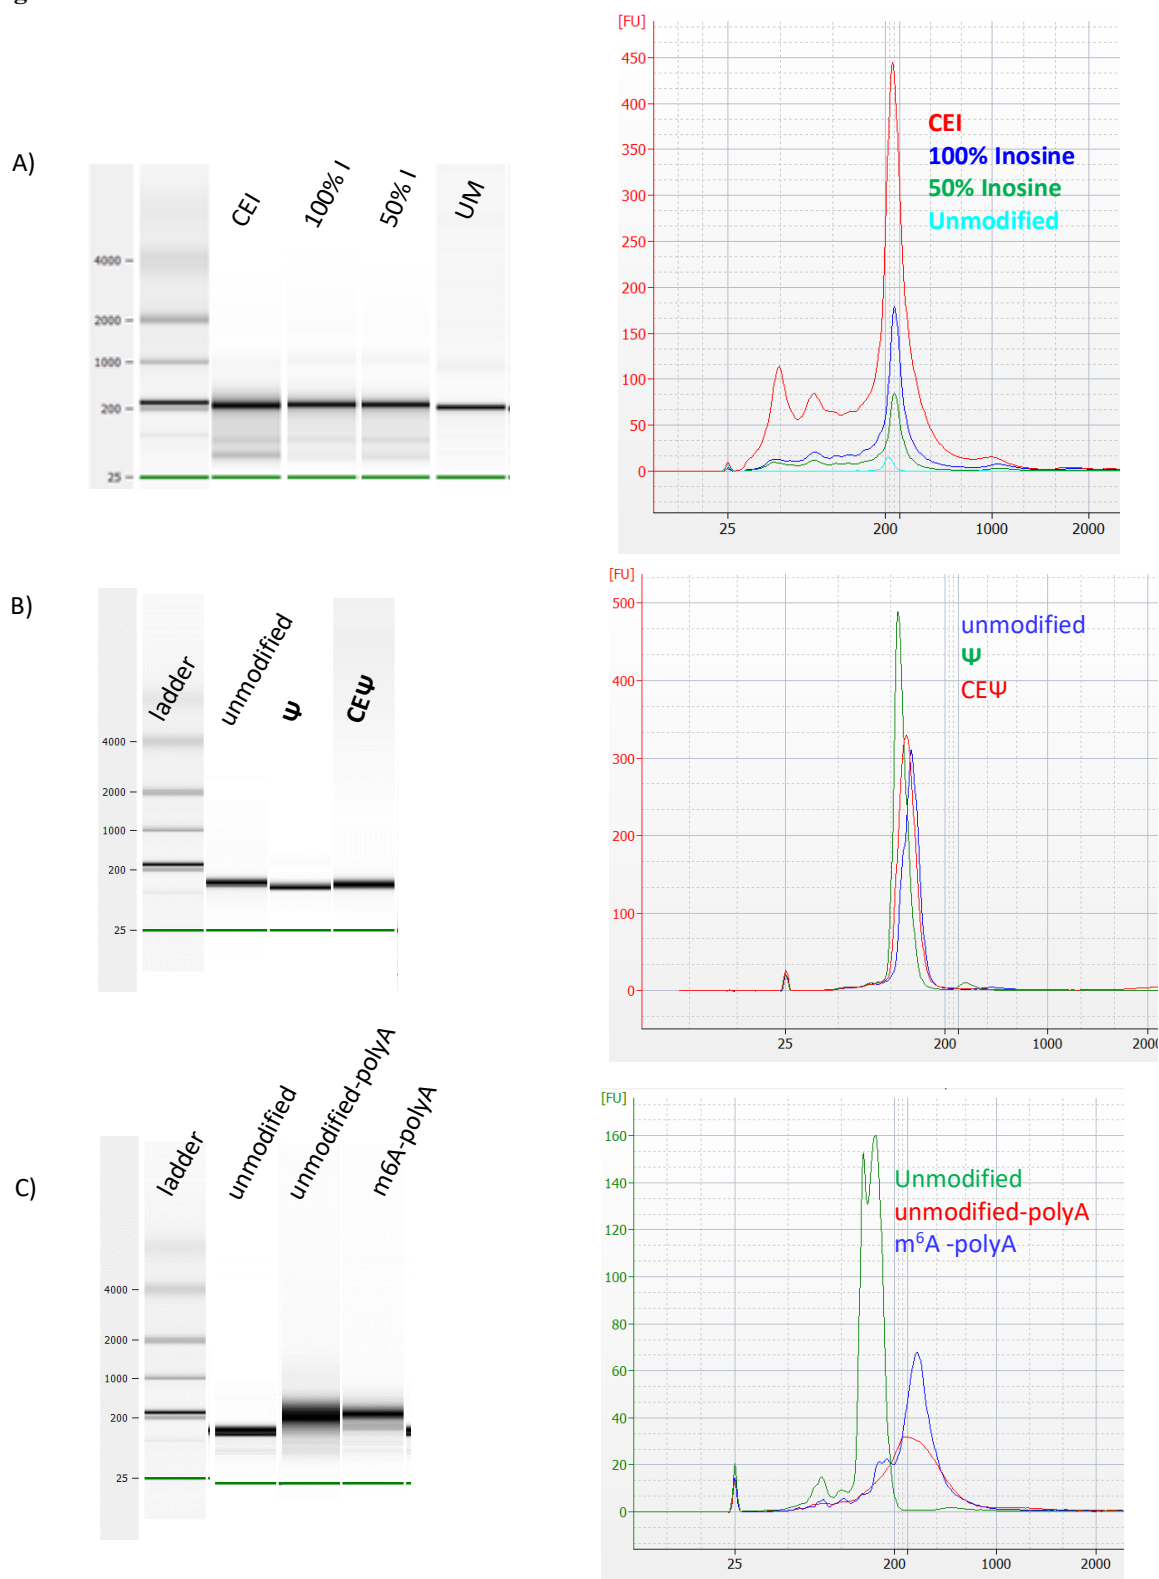 g
A)
CEI
100% I
50% I
UM
4000
2000
1000
200
25
[FU]
450
400
350
300
250
200
150
100
50
0
CEI
100% Inosine
50% Inosine
Unmodified
25
200
1000
2000
B)
ladder
unmodified
Ψ
CEΨ
4000
2000
1000
200
25
[FU]
500
400
300
200
100
0
unmodified
Ψ
CEΨ
25
200
1000
2000
C)
ladder
unmodified
unmodified-polyA
m6A-polyA
4000
2000
1000
200
25
[FU]
160
140
120
100
80
60
40
20
0
Unmodified
unmodified-polyA
m⁶A -polyA
25
200
1000
2000